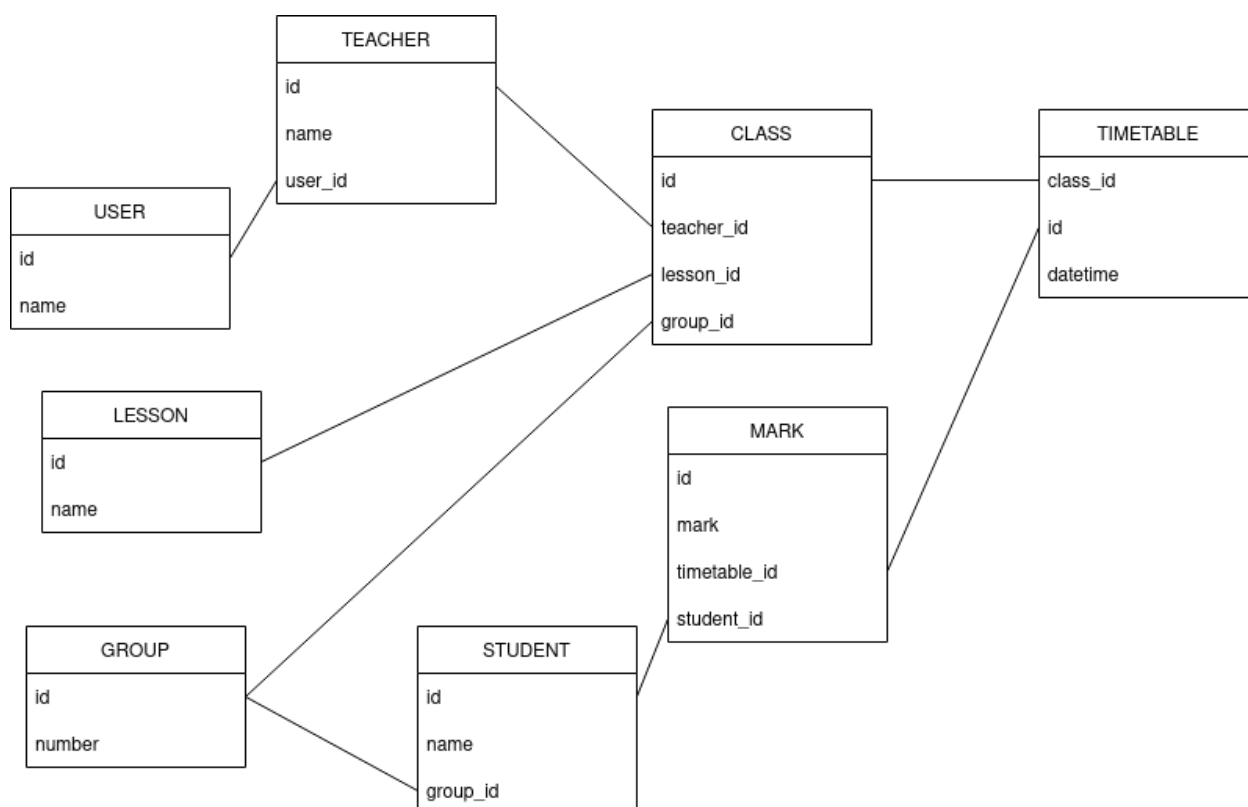 TEACHER
id
name
user_id
USER
id
name
CLASS
id
teacher_id
lesson_id
group_id
TIMETABLE
class_id
id
datetime
LESSON
id
name
MARK
id
mark
timetable_id
student_id
GROUP
id
number
STUDENT
id
name
group_id